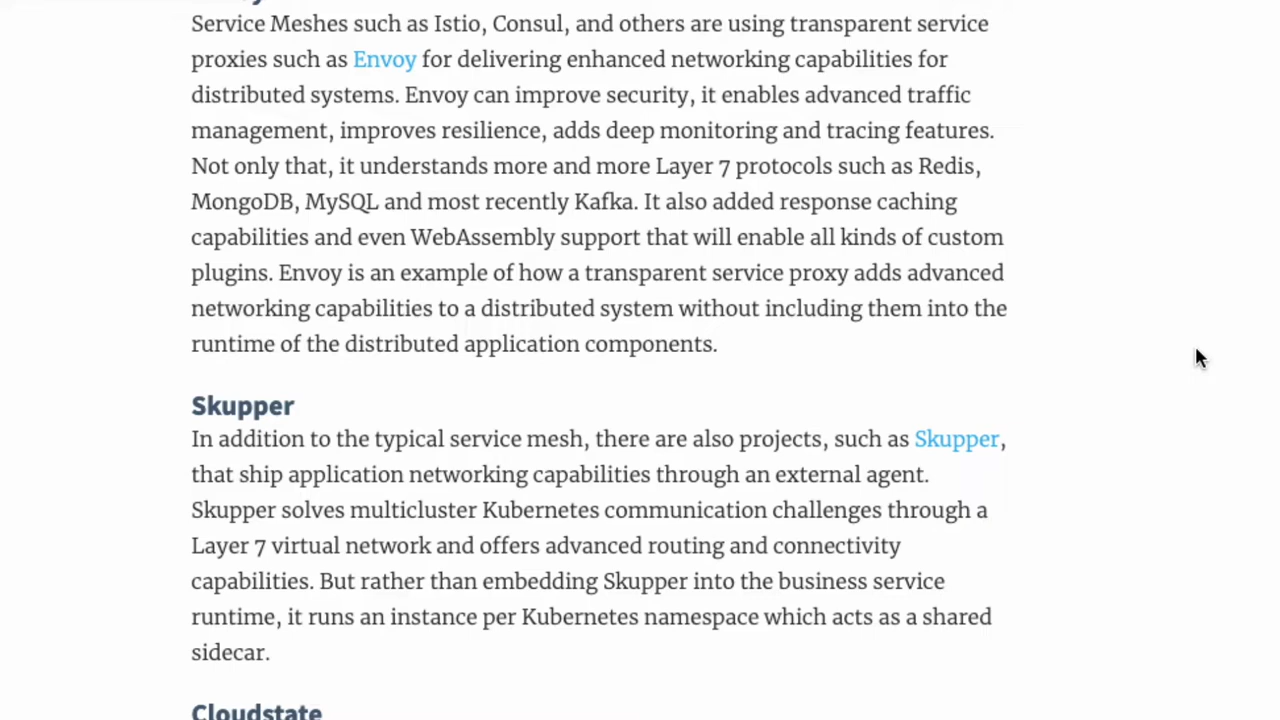 Service Meshes such as Istio, Consul, and others are using transparent service
proxies such as Envoy for delivering enhanced networking capabilities for
distributed systems. Envoy can improve security, it enables advanced traffic
management, improves resilience, adds deep monitoring and tracing features.
Not only that, it understands more and more Layer 7 protocols such as Redis,
MongoDB, MySQL and most recently Kafka. It also added response caching
capabilities and even WebAssembly support that will enable all kinds of custom
plugins. Envoy is an example of how a transparent service proxy adds advanced
networking capabilities to a distributed system without including them into the
runtime of the distributed application components.
Skupper
In addition to the typical service mesh, there are also projects, such as Skupper,
that ship application networking capabilities through an external agent.
Skupper solves multicluster Kubernetes communication challenges through a
Layer 7 virtual network and offers advanced routing and connectivity
capabilities. But rather than embedding Skupper into the business service
runtime, it runs an instance per Kubernetes namespace which acts as a shared
sidecar.
Cloudstate